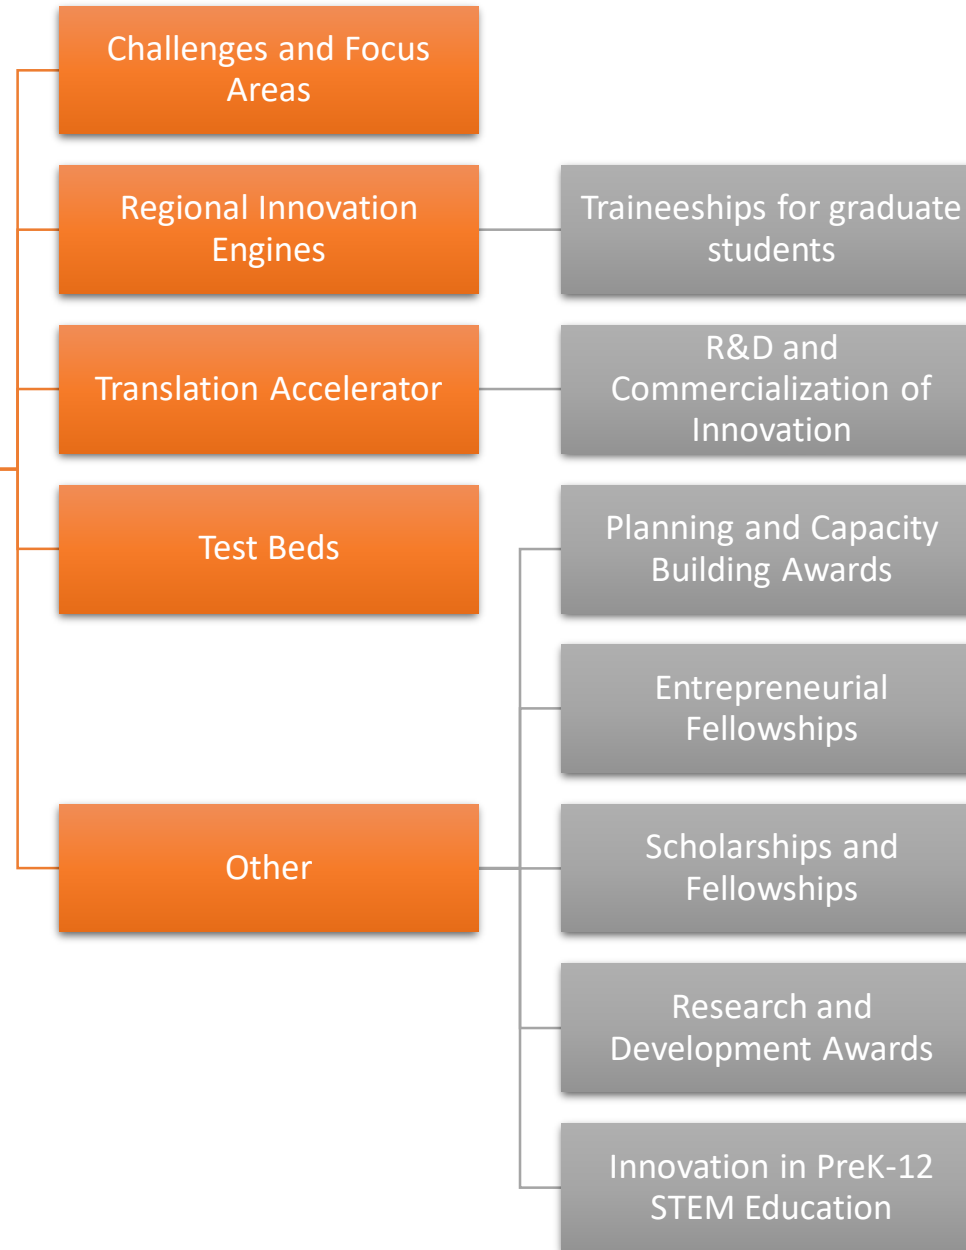 Challenges and Focus
Areas
Regional Innovation
Engines
Traineeships for graduate
students
Translation Accelerator
R&D and
Commercialization of
Innovation
Test Beds
Planning and Capacity
Building Awards
Entrepreneurial
Fellowships
Other
Scholarships and
Fellowships
Research and
Development Awards
Innovation in PreK-12
STEM Education